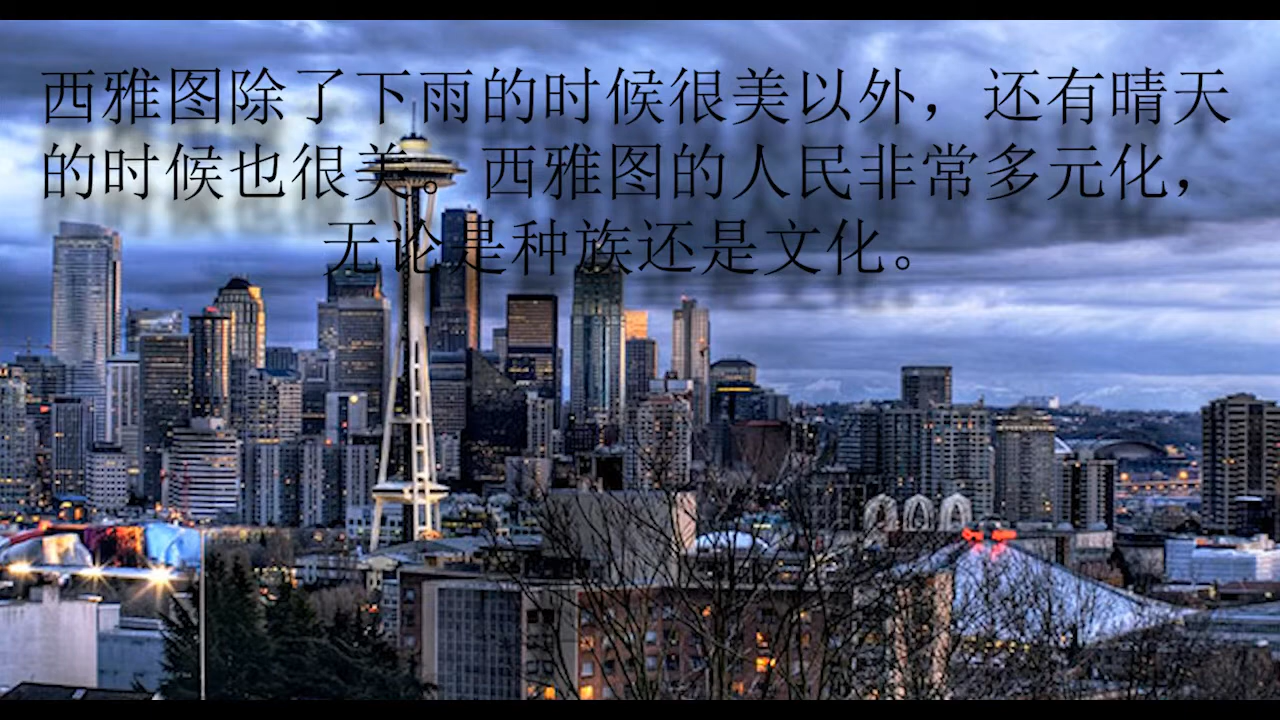 西雅图除了下雨的时候很美以外，还有晴天
的时候也很美。西雅图的人民非常多元化，
无论是种族还是文化。